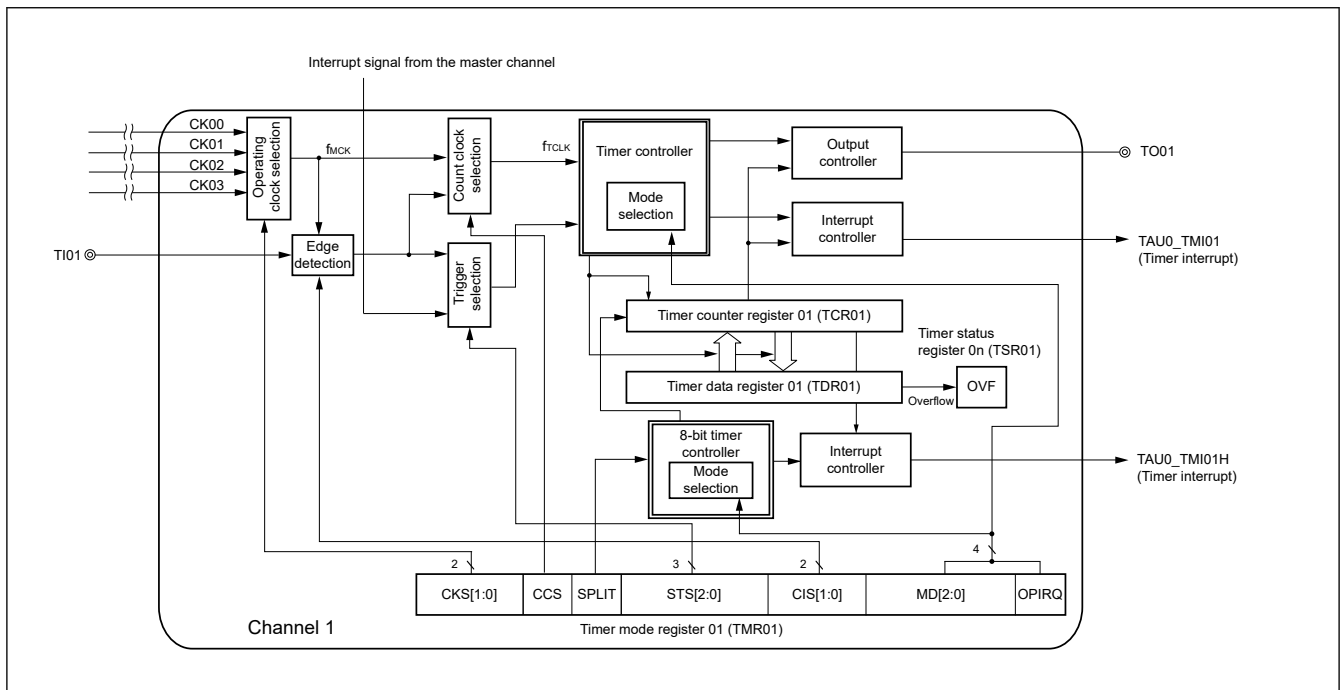 Interrupt signal from the master channel
CK00
CK01
CK02
CK03
Operating
clock selection
fMCK
Count clock
selection
fTCLK
Timer controller
Mode
selection
Output
controller
TO01
Interrupt
controller
TAU0_TMI01
(Timer interrupt)
TI01
Edge
detection
Trigger
selection
Timer counter register 01 (TCR01)
Timer status
register 0n (TSR01)
Timer data register 01 (TDR01)
Overflow
OVF
8-bit timer
controller
Mode
selection
Interrupt
controller
TAU0_TMI01H
(Timer interrupt)
2
3
2
4
CKS[1:0]
CCS
SPLIT
STS[2:0]
CIS[1:0]
MD[2:0]
OPIRQ
Channel 1
Timer mode register 01 (TMR01)